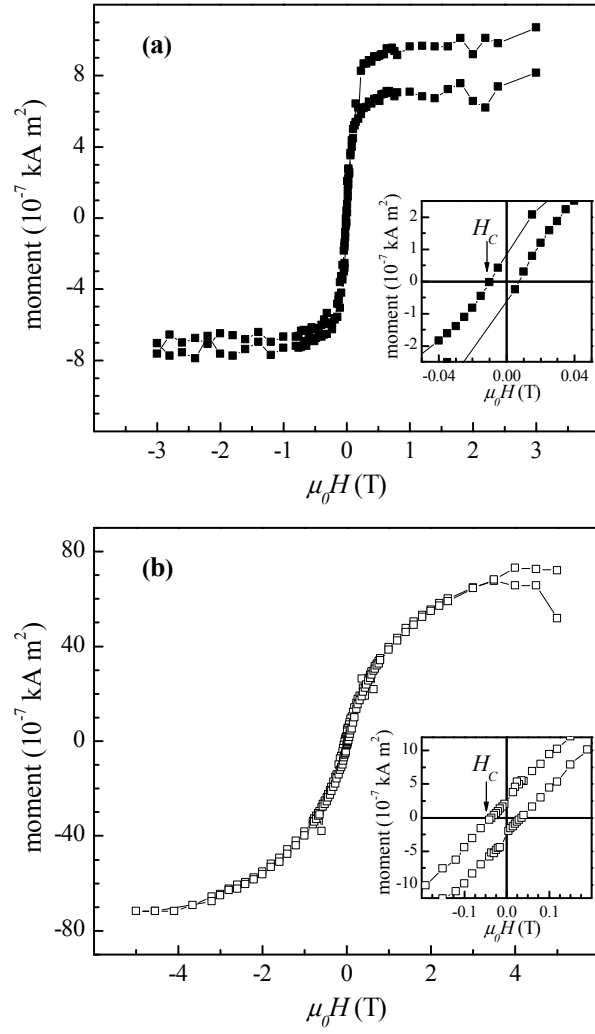 (a)
moment (10⁻⁷ kA m²)
8
4
0
-4
-8
-3 -2 -1 0 1 2 3
μ₀H (T)
H_C
moment (10⁻⁷ kA m²)
2
1
0
-1
-2
-0.04 0.00 0.04
μ₀H (T)
(b)
moment (10⁻⁷ kA m²)
80
40
0
-40
-80
-4 -2 0 2 4
μ₀H (T)
H_C
moment (10⁻⁷ kA m²)
10
5
0
-5
-10
-0.1 0.0 0.1
μ₀H (T)